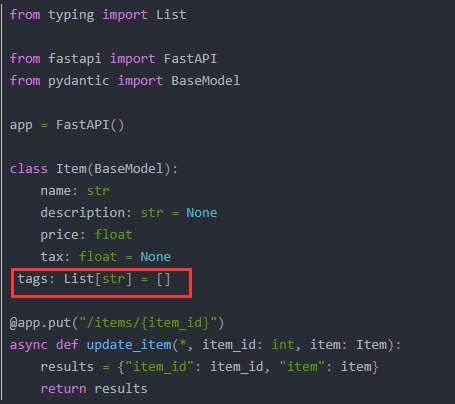 from typing import List
from fastapi import FastAPI
from pydantic import BaseModel
app = FastAPI()
class Item(BaseModel):
    name: str
    description: str = None
    price: float
    tax: float = None
 tags: List[str] = []
@app.put("/items/{item_id}")
async def update_item(*, item_id: int, item: Item):
    results = {"item_id": item_id, "item": item}
    return results